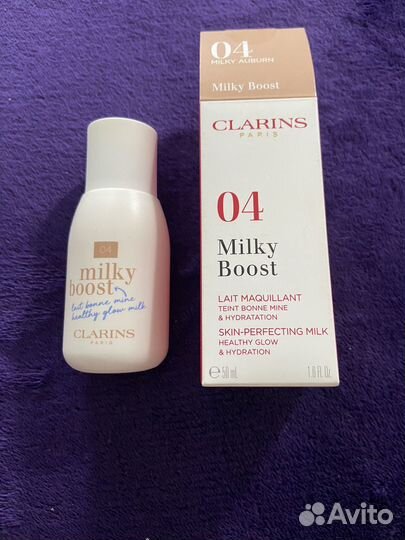 04
milky
boost
lait bonne mine
healthy glow milk
CLARINS
PARIS
04
MILKY AUBURN
Milky Boost
CLARINS
PARIS
04
Milky
Boost
LAIT MAQUILLANT
TEINT BONNE MINE
& HYDRATATION
SKIN-PERFECTING MILK
HEALTHY GLOW
& HYDRATION
e 50 mL 1.6 Fl. Oz.
Avito